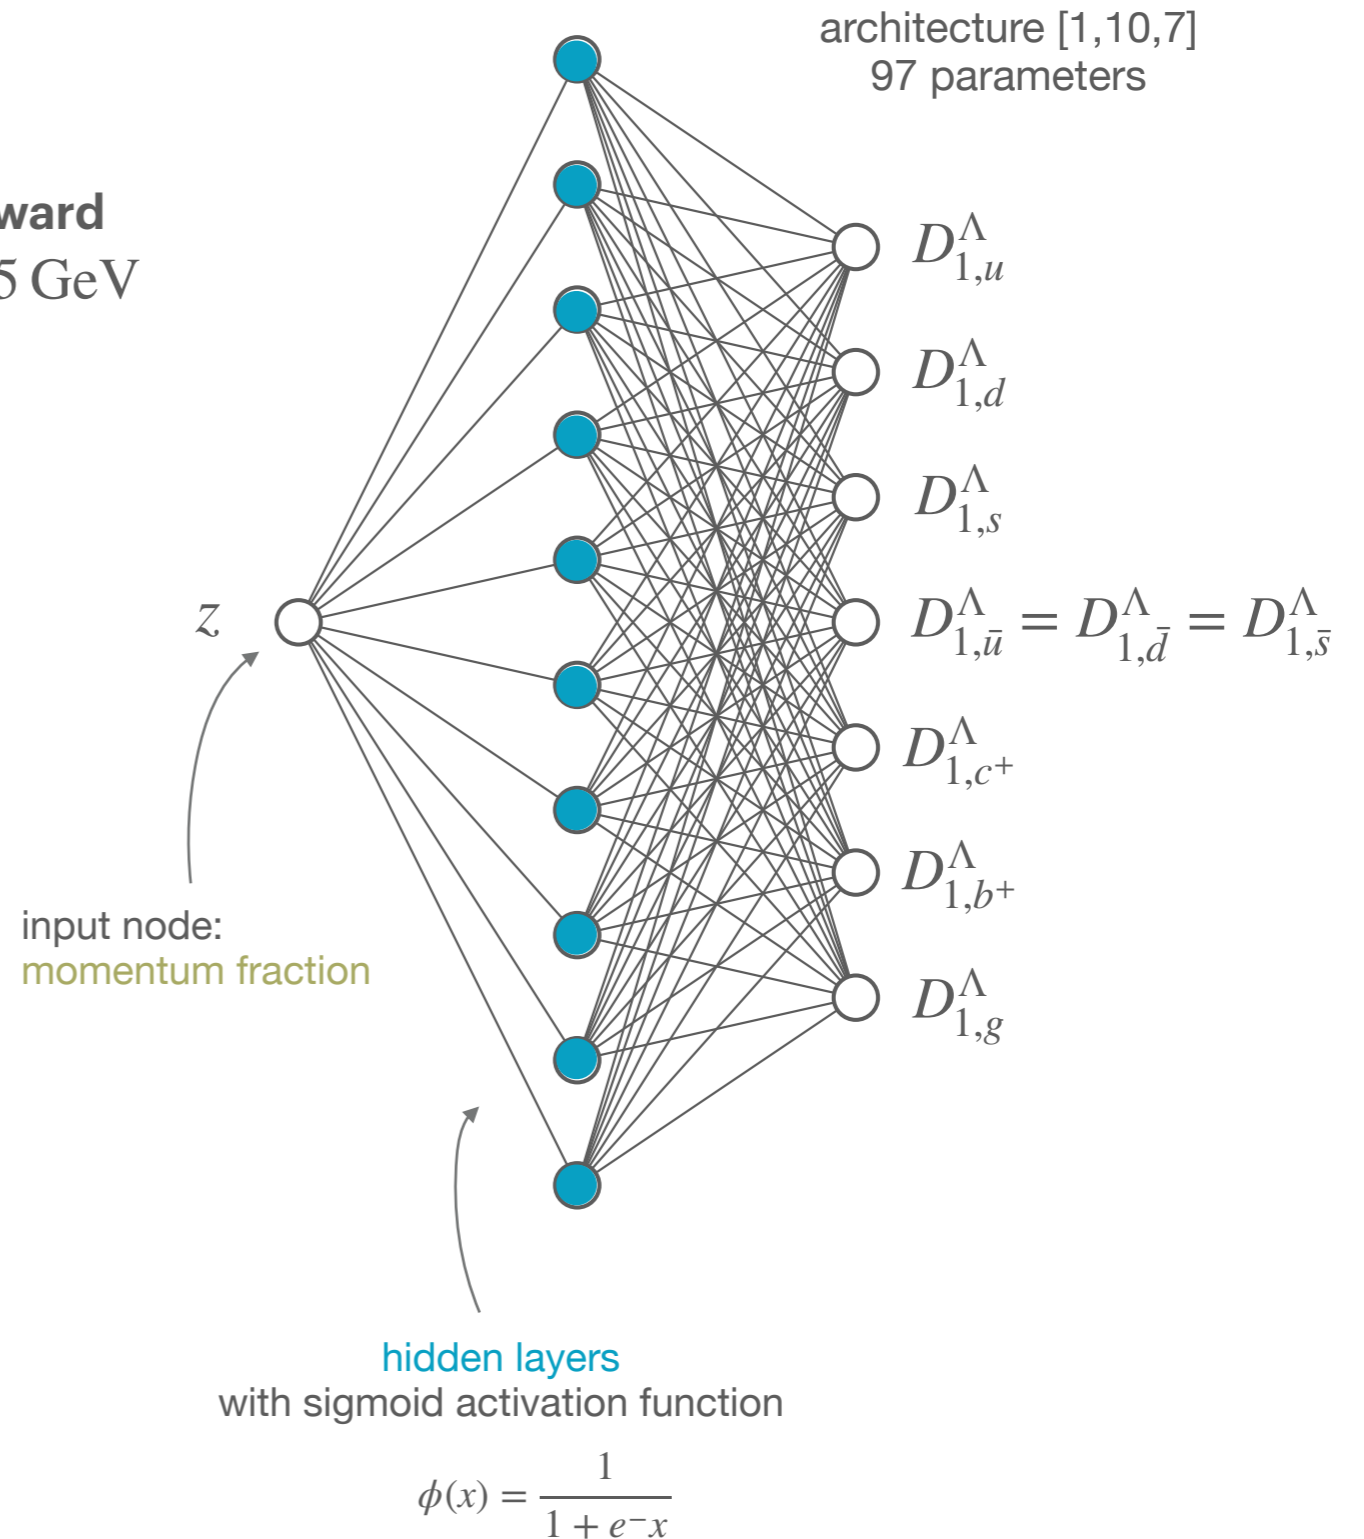 architecture [1,10,7]
97 parameters
ward
5 GeV
D^Λ_{1,u}
D^Λ_{1,d}
D^Λ_{1,s}
z
D^Λ_{1,ū} = D^Λ_{1,d̄} = D^Λ_{1,s̄}
D^Λ_{1,c⁺}
D^Λ_{1,b⁺}
input node:
momentum fraction
D^Λ_{1,g}
hidden layers
with sigmoid activation function
ϕ(x) = 1 / (1 + e⁻x)